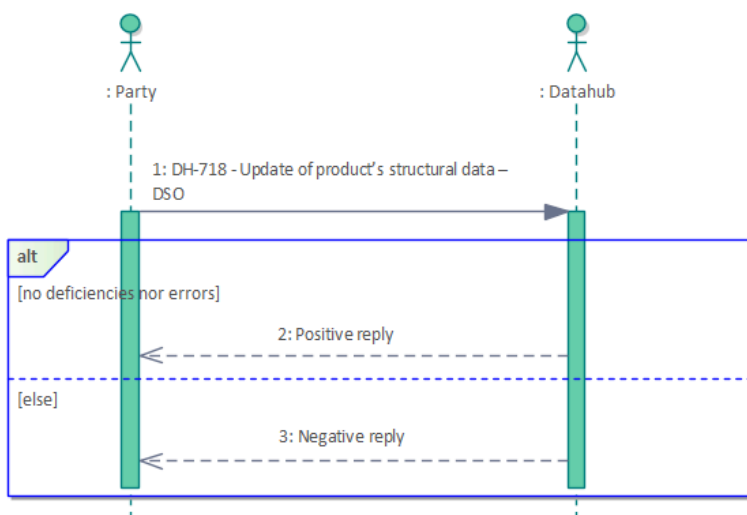 : Party
: Datahub
1: DH-718 - Update of product's structural data –
DSO
alt
[no deficiencies nor errors]
2: Positive reply
[else]
3: Negative reply